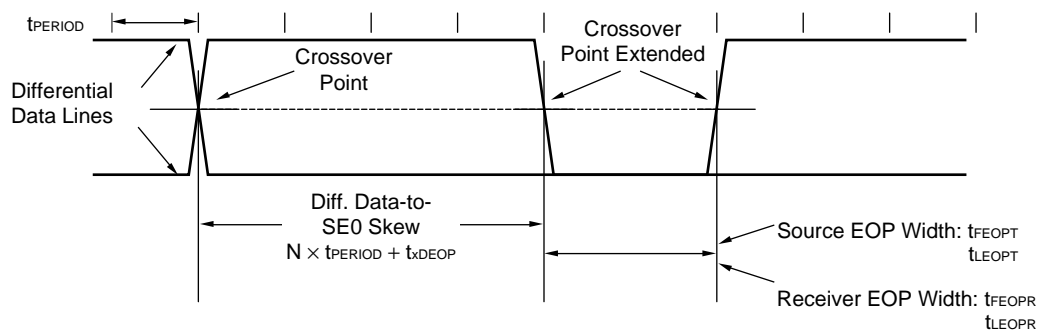 tPERIOD
Crossover
Point
Crossover
Point Extended
Differential
Data Lines
Diff. Data-to-
SE0 Skew
N × tPERIOD + txDEOP
Source EOP Width: tFEOPT
tLEOPT
Receiver EOP Width: tFEOPR
tLEOPR